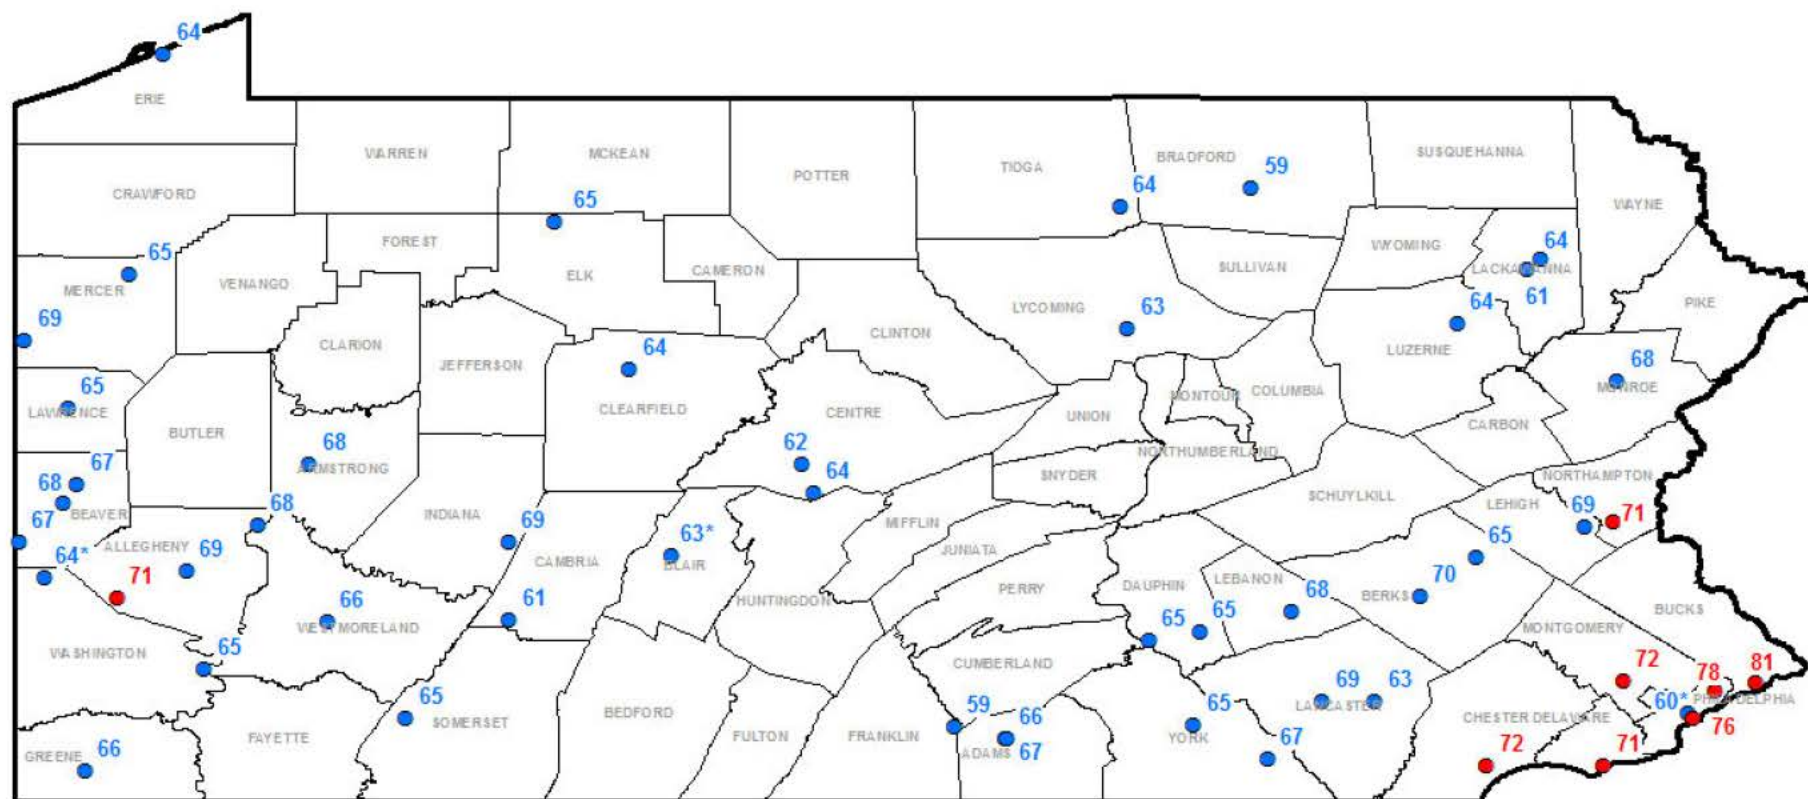 64
ERIE
WARREN
MCKEAN
POTTER
TIOGA
BRADFORD
59
SUSQUEHANNA
CRAWFORD
65
64
WAYNE
FOREST
65
ELK
CAMERON
SULLIVAN
WYOMING
64
LACKAWANNA
MERCER
VENANGO
LYCOMING
63
64
61
PIKE
69
CLARION
JEFFERSON
64
CLINTON
LUZERNE
68
MONROE
65
LAWRENCE
BUTLER
CLEARFIELD
CENTRE
UNION
MONTOUR
COLUMBIA
CARBON
68
ARMSTRONG
62
64
NORTHUMBERLAND
SNYDER
67
68
BEAVER
68
INDIANA
69
MIFFLIN
SCHUYLKILL
NORTHAMPTON
LEHIGH
69
71
67
64*
ALLEGHENY
69
CAMBRIA
63*
BLAIR
JUNIATA
65
71
66
WESTMORELAND
61
HUNTINGDON
PERRY
DAUPHIN
LEBANON
68
BERKS
70
BUCKS
WASHINGTON
65
65
65
MONTGOMERY
CUMBERLAND
72
78
81
65
SOMERSET
BEDFORD
59
66
65
69
63
LANCASTER
60*
PHILADELPHIA
76
GREENE
66
FAYETTE
FULTON
FRANKLIN
ADAMS
67
YORK
67
CHESTER
DELAWARE
72
71